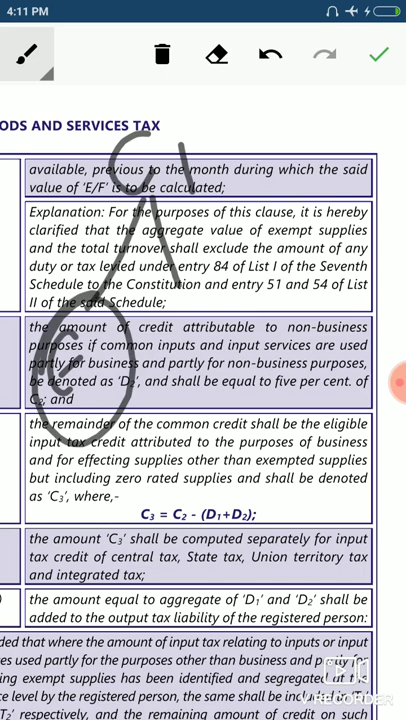 4:11 PM
ODS AND SERVICES TAX
C
available, previous to the month during which the said
value of 'E/F' is to be calculated;
Explanation: For the purposes of this clause, it is hereby
clarified that the aggregate value of exempt supplies
and the total turnover shall exclude the amount of any
duty or tax levied under entry 84 of List I of the Seventh
Schedule to the Constitution and entry 51 and 54 of List
II of the said Schedule;
the amount of credit attributable to non-business
purposes if common inputs and input services are used
partly for business and partly for non-business purposes,
be denoted as 'D₂', and shall be equal to five per cent. of
C₂; and
the remainder of the common credit shall be the eligible
input tax credit attributed to the purposes of business
and for effecting supplies other than exempted supplies
but including zero rated supplies and shall be denoted
as 'C₃', where,-
C₃ = C₂ - (D₁+D₂);
the amount 'C₃' shall be computed separately for input
tax credit of central tax, State tax, Union territory tax
and integrated tax;
) the amount equal to aggregate of 'D₁' and 'D₂' shall be
added to the output tax liability of the registered person:
ded that where the amount of input tax relating to inputs or input
es used partly for the purposes other than business and partly for
ing exempt supplies has been identified and segregated at
e level by the registered person, the same shall be included in
T₂' respectively, and the remaining amount of credit on such
V RECORDER